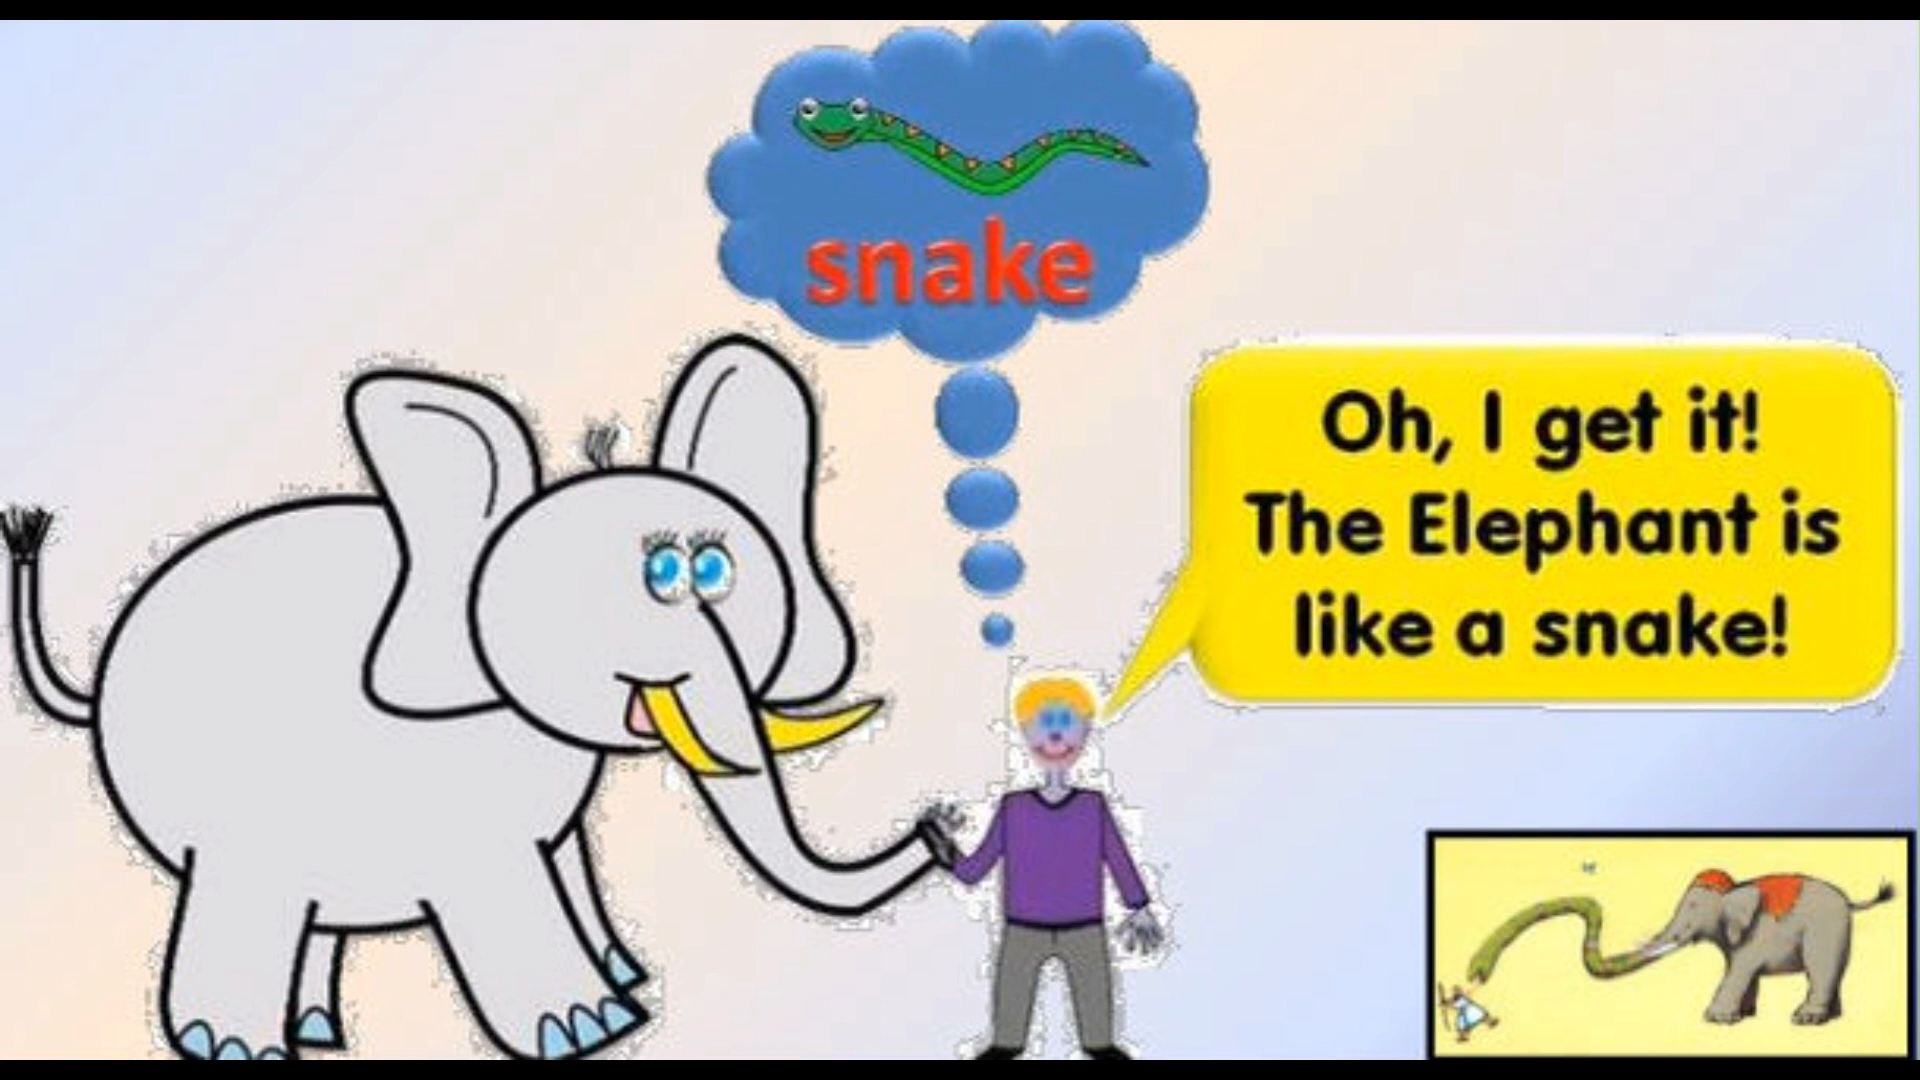 snake
Oh, I get it!
The Elephant is
like a snake!